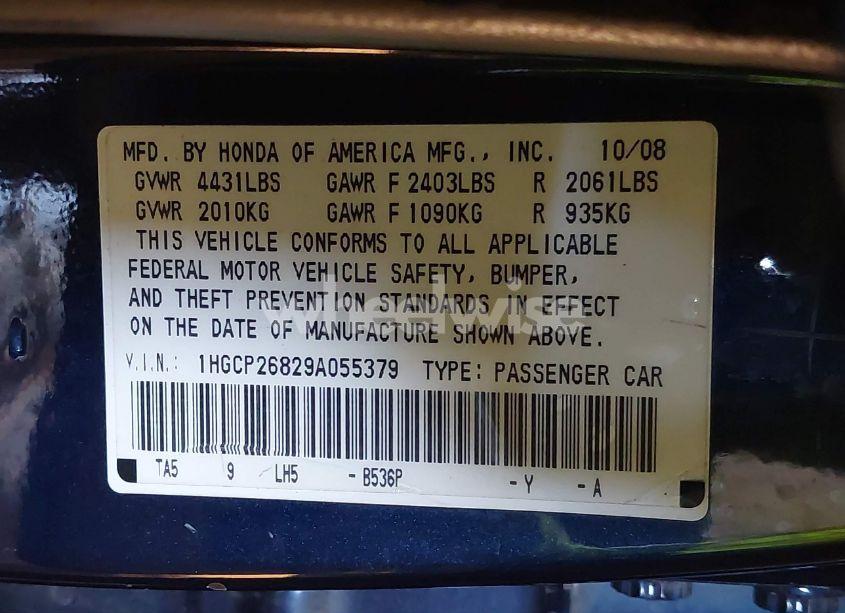 MFD. BY HONDA OF AMERICA MFG., INC. 10/08
GVWR 4431LBS GAWR F 2403LBS R 2061LBS
GVWR 2010KG GAWR F 1090KG R 935KG
THIS VEHICLE CONFORMS TO ALL APPLICABLE
FEDERAL MOTOR VEHICLE SAFETY, BUMPER,
AND THEFT PREVENTION STANDARDS IN EFFECT
wheelwise
ON THE DATE OF MANUFACTURE SHOWN ABOVE.
V.I.N.: 1HGCP26829A055379 TYPE: PASSENGER CAR
TA5 9 LH5 -B536P -Y -A